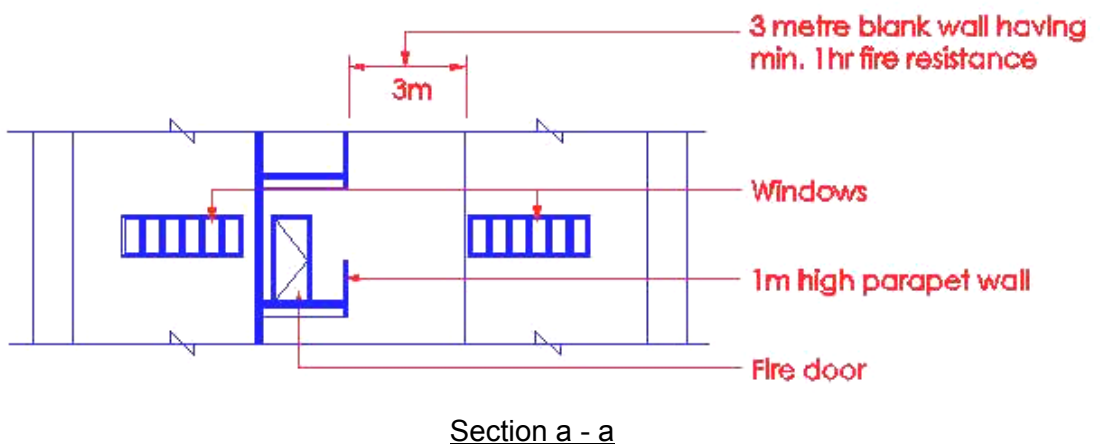 3 metre blank wall having
min. 1hr fire resistance
3m
Windows
1m high parapet wall
Fire door
Section a - a